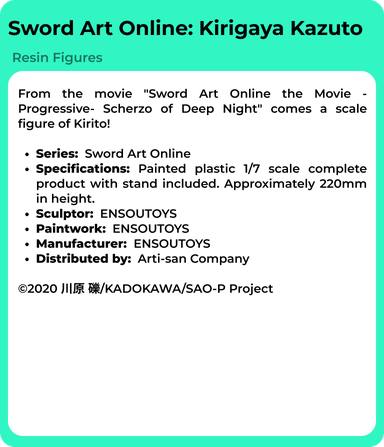 Sword Art Online: Kirigaya Kazuto
Resin Figures
From the movie "Sword Art Online the Movie -
Progressive- Scherzo of Deep Night" comes a scale
figure of Kirito!
• Series: Sword Art Online
• Specifications: Painted plastic 1/7 scale complete
product with stand included. Approximately 220mm
in height.
• Sculptor: ENSOUTOYS
• Paintwork: ENSOUTOYS
• Manufacturer: ENSOUTOYS
• Distributed by: Arti-san Company
©2020 川原 礫/KADOKAWA/SAO-P Project